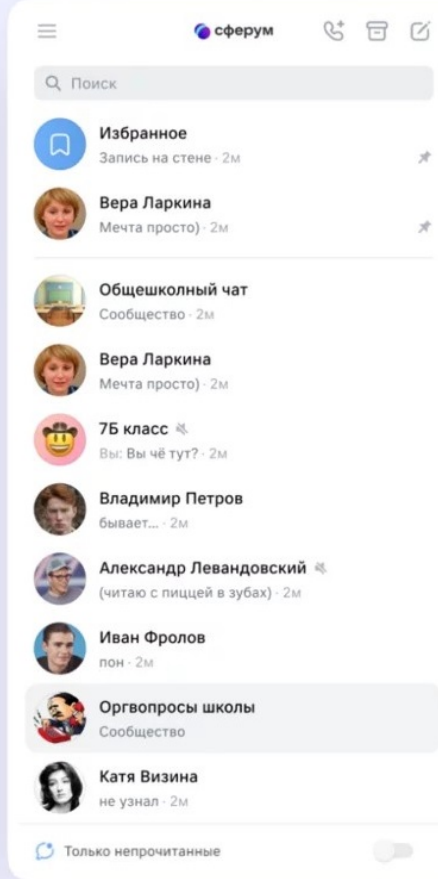 сферум
Поиск
Избранное
Запись на стене · 2м
Вера Ларкина
Мечта просто) · 2м
Общешкольный чат
Сообщество · 2м
Вера Ларкина
Мечта просто) · 2м
7Б класс
Вы: Вы чё тут? · 2м
Владимир Петров
бывает... · 2м
Александр Левандовский
(читаю с пиццей в зубах) · 2м
Иван Фролов
пон · 2м
Оргвопросы школы
Сообщество
Катя Визина
не узнал · 2м
Только непрочитанные